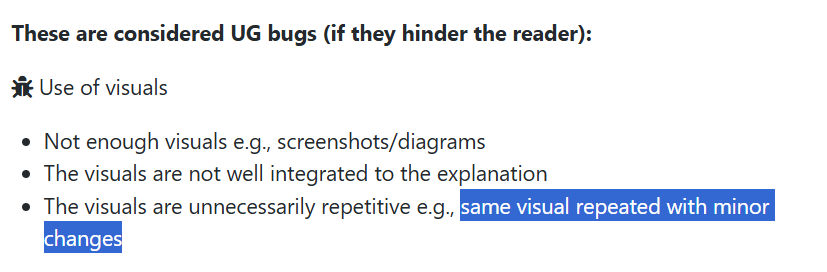 These are considered UG bugs (if they hinder the reader):
Use of visuals
Not enough visuals e.g., screenshots/diagrams
The visuals are not well integrated to the explanation
The visuals are unnecessarily repetitive e.g., same visual repeated with minor
changes